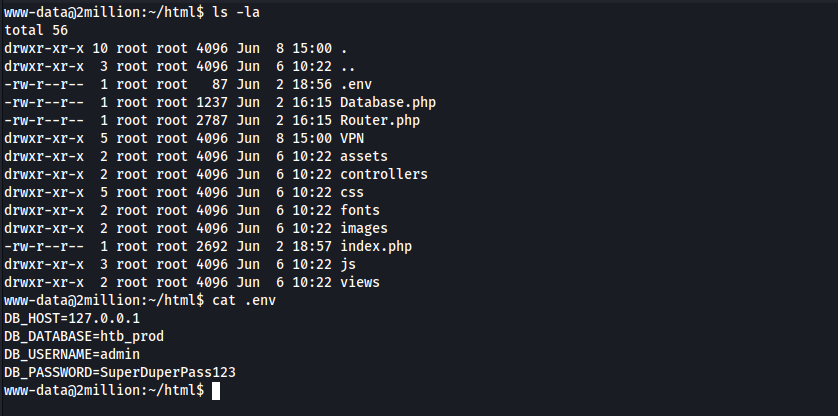 www-data@2million:~/html$ ls -la
total 56
drwxr-xr-x 10 root root 4096 Jun  8 15:00 .
drwxr-xr-x  3 root root 4096 Jun  6 10:22 ..
-rw-r--r--  1 root root   87 Jun  2 18:56 .env
-rw-r--r--  1 root root 1237 Jun  2 16:15 Database.php
-rw-r--r--  1 root root 2787 Jun  2 16:15 Router.php
drwxr-xr-x  5 root root 4096 Jun  8 15:00 VPN
drwxr-xr-x  2 root root 4096 Jun  6 10:22 assets
drwxr-xr-x  2 root root 4096 Jun  6 10:22 controllers
drwxr-xr-x  5 root root 4096 Jun  6 10:22 css
drwxr-xr-x  2 root root 4096 Jun  6 10:22 fonts
drwxr-xr-x  2 root root 4096 Jun  6 10:22 images
-rw-r--r--  1 root root 2692 Jun  2 18:57 index.php
drwxr-xr-x  3 root root 4096 Jun  6 10:22 js
drwxr-xr-x  2 root root 4096 Jun  6 10:22 views
www-data@2million:~/html$ cat .env
DB_HOST=127.0.0.1
DB_DATABASE=htb_prod
DB_USERNAME=admin
DB_PASSWORD=SuperDuperPass123
www-data@2million:~/html$